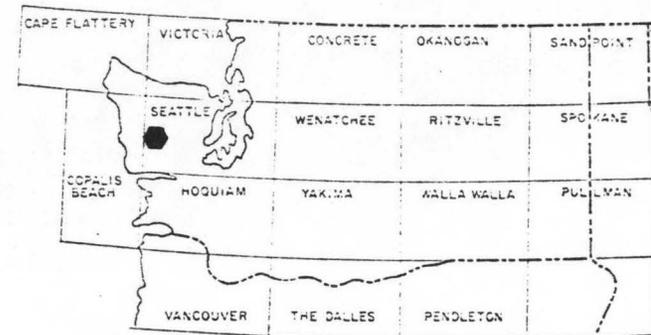 CAPE FLATTERY
VICTORIA
CONCRETE
OKANOGAN
SANDPOINT
SEATTLE
WENATCHEE
RITZVILLE
SPOKANE
COPALIS
BEACH
HOQUIAM
YAKIMA
WALLA WALLA
PULLMAN
VANCOUVER
THE DALLES
PENDLETON